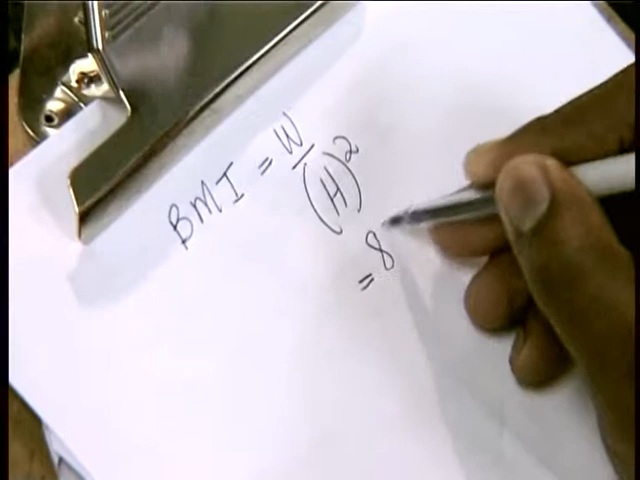 BMI = W/(H)²
= 8